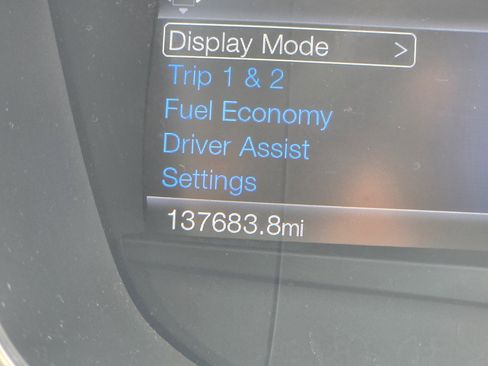 Display Mode >
Trip 1 & 2
Fuel Economy
Driver Assist
Settings
137683.8mi